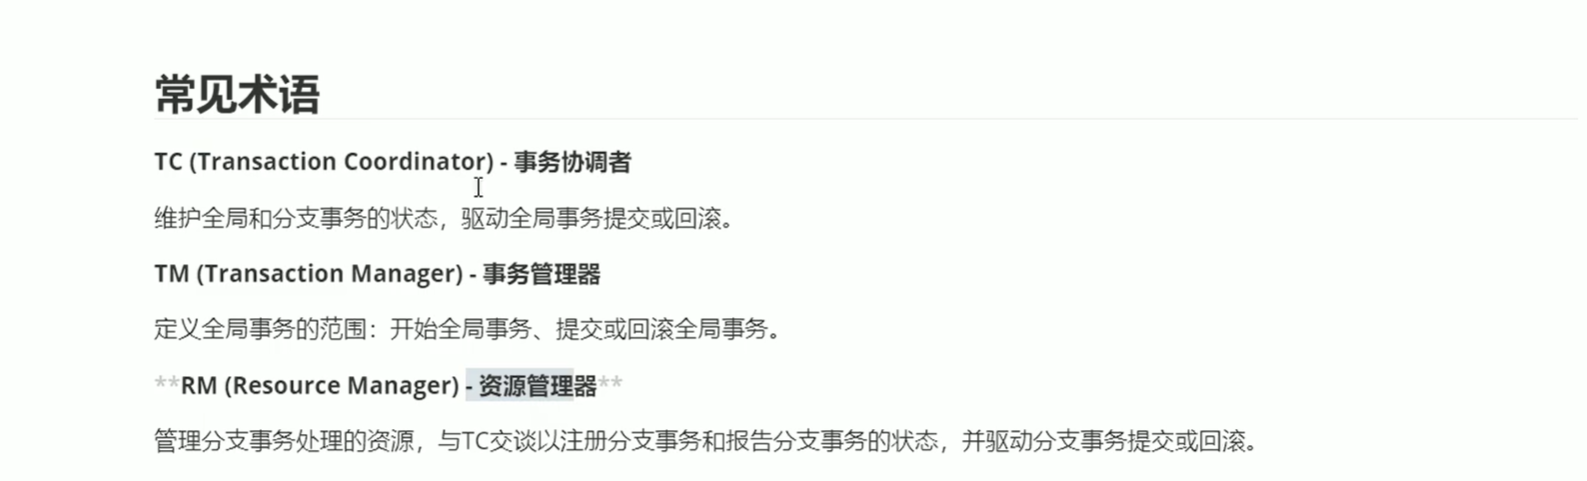 常见术语
TC (Transaction Coordinator) - 事务协调者
维护全局和分支事务的状态，驱动全局事务提交或回滚。
TM (Transaction Manager) - 事务管理器
定义全局事务的范围：开始全局事务、提交或回滚全局事务。
**RM (Resource Manager) - 资源管理器**
管理分支事务处理的资源，与TC交谈以注册分支事务和报告分支事务的状态，并驱动分支事务提交或回滚。